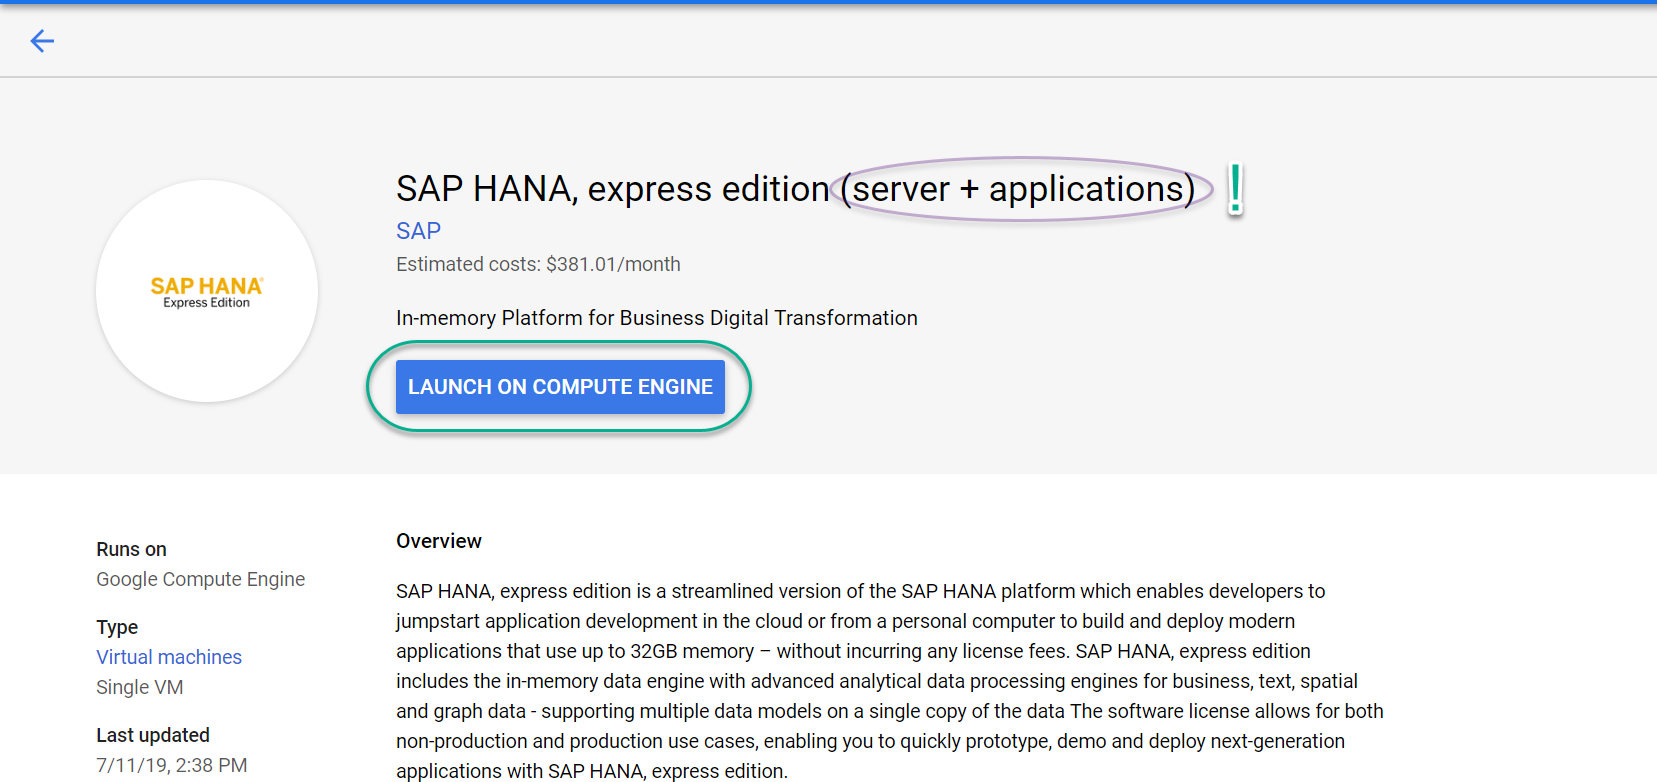 SAP HANA, express edition (server + applications) !
SAP
Estimated costs: $381.01/month
SAP HANA®
Express Edition
In-memory Platform for Business Digital Transformation
LAUNCH ON COMPUTE ENGINE
Runs on
Google Compute Engine
Type
Virtual machines
Single VM
Last updated
7/11/19, 2:38 PM
Overview
SAP HANA, express edition is a streamlined version of the SAP HANA platform which enables developers to
jumpstart application development in the cloud or from a personal computer to build and deploy modern
applications that use up to 32GB memory – without incurring any license fees. SAP HANA, express edition
includes the in-memory data engine with advanced analytical data processing engines for business, text, spatial
and graph data - supporting multiple data models on a single copy of the data The software license allows for both
non-production and production use cases, enabling you to quickly prototype, demo and deploy next-generation
applications with SAP HANA, express edition.